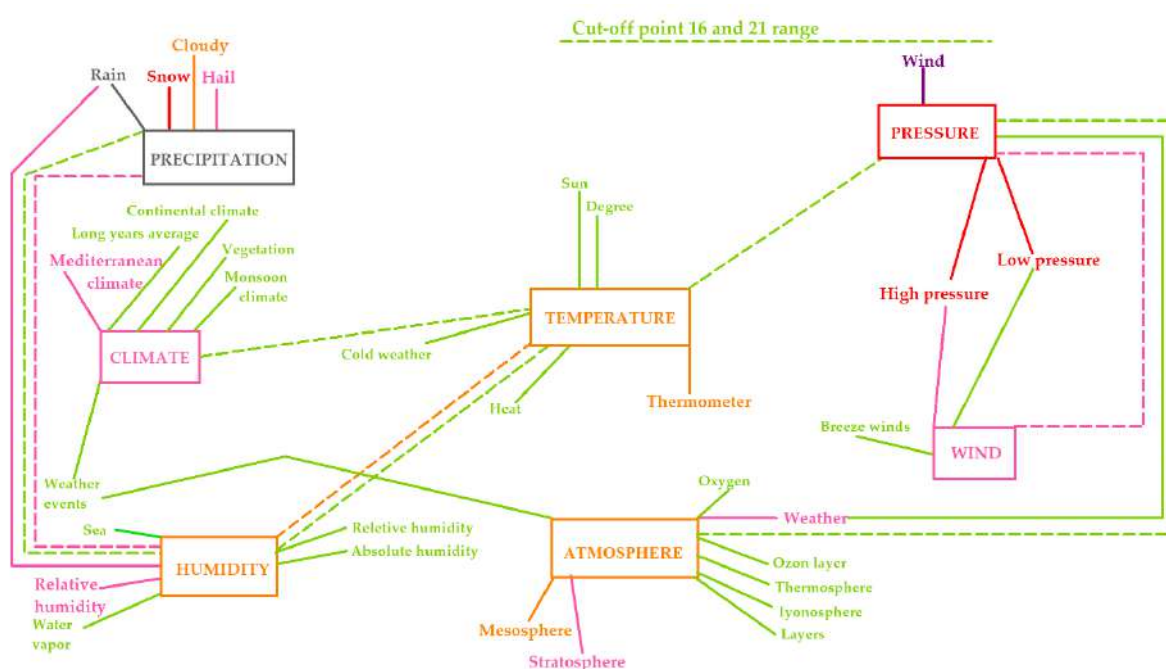 Cut-off point 16 and 21 range
Cloudy
Rain
Snow
Hail
Wind
PRECIPITATION
PRESSURE
Sun
Degree
Continental climate
Long years average
Mediterranean
climate
Vegetation
Monsoon
climate
Low pressure
High pressure
TEMPERATURE
CLIMATE
Cold weather
Heat
Thermometer
Breeze winds
WIND
Weather
events
Oxygen
Weather
Sea
Reletive humidity
Absolute humidity
HUMIDITY
ATMOSPHERE
Ozon layer
Thermosphere
Iyonosphere
Layers
Relative
humidity
Water
vapor
Mesosphere
Stratosphere